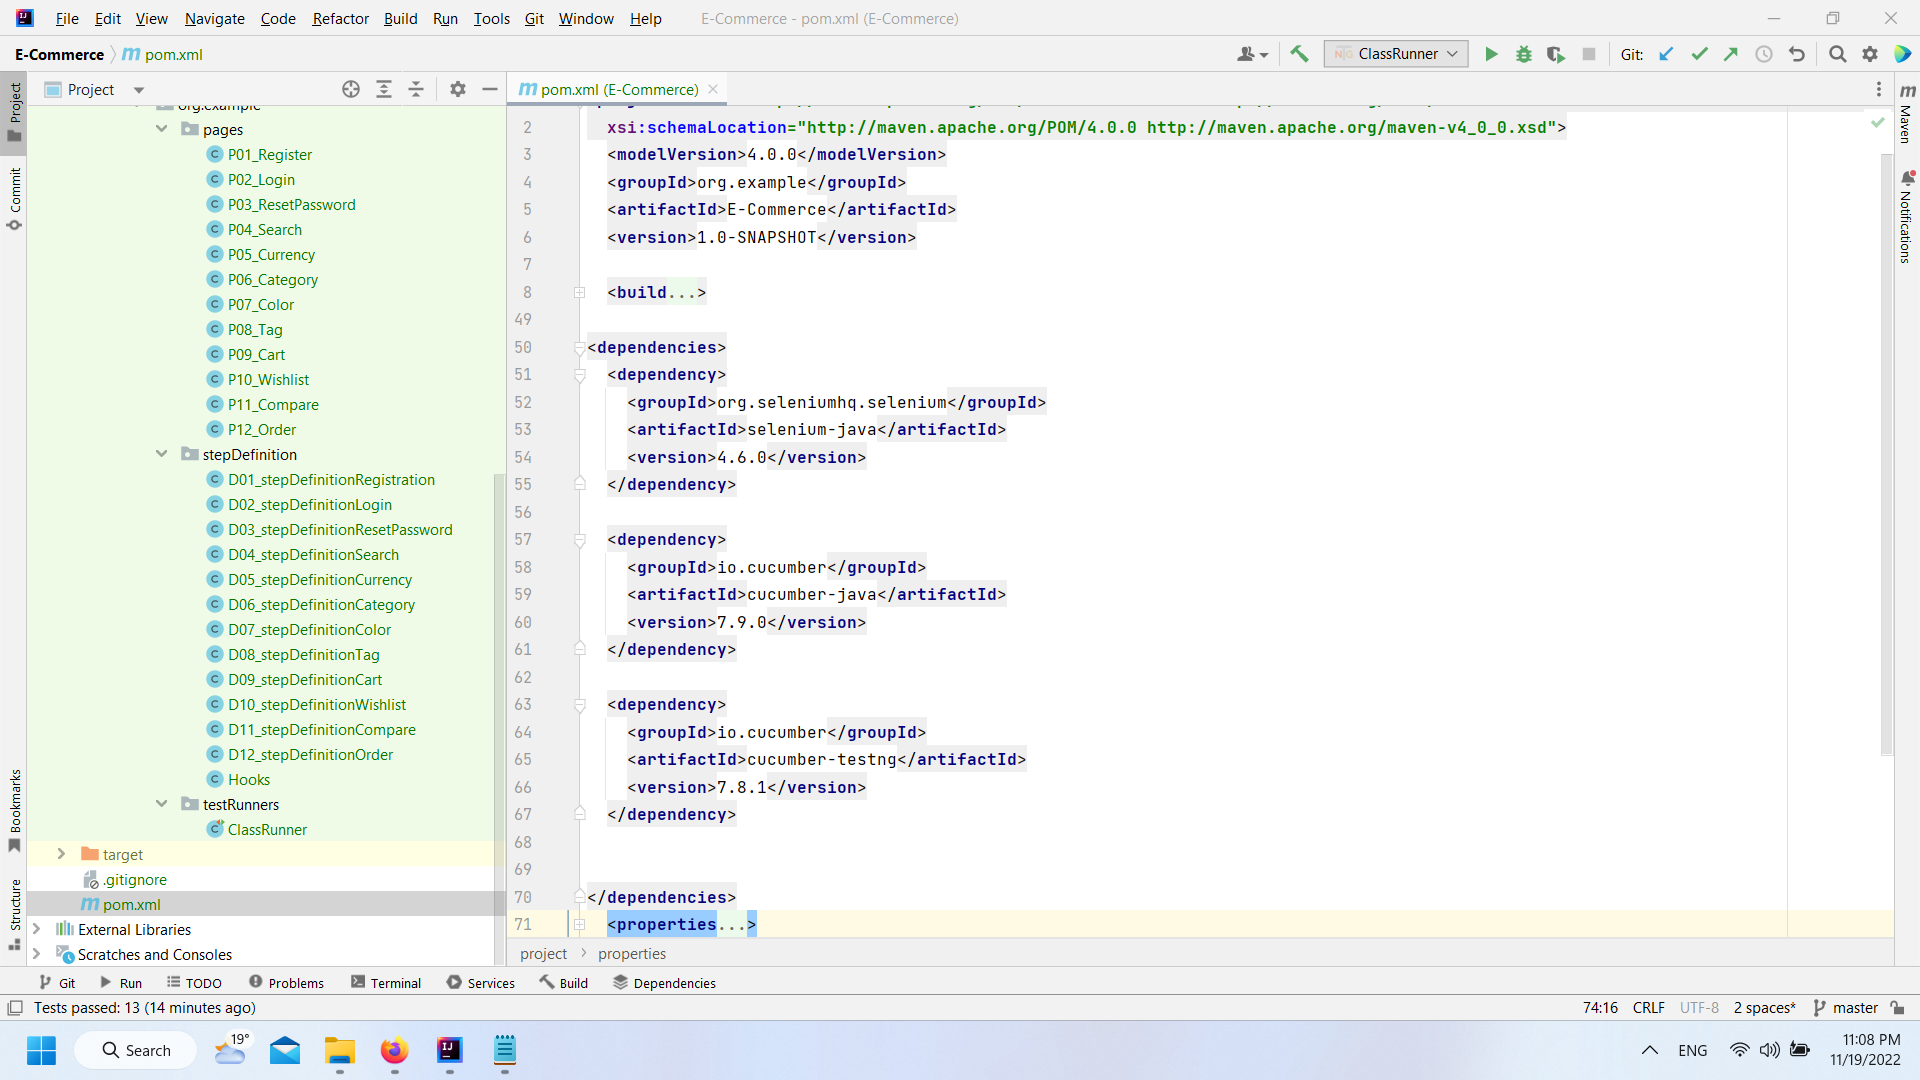 File Edit View Navigate Code Refactor Build Run Tools Git Window Help E-Commerce - pom.xml (E-Commerce)
E-Commerce pom.xml ClassRunner Git:
Project
pom.xml (E-Commerce)
Project
Commit
Bookmarks
Structure
org.example
pages
P01_Register
P02_Login
P03_ResetPassword
P04_Search
P05_Currency
P06_Category
P07_Color
P08_Tag
P09_Cart
P10_Wishlist
P11_Compare
P12_Order
stepDefinition
D01_stepDefinitionRegistration
D02_stepDefinitionLogin
D03_stepDefinitionResetPassword
D04_stepDefinitionSearch
D05_stepDefinitionCurrency
D06_stepDefinitionCategory
D07_stepDefinitionColor
D08_stepDefinitionTag
D09_stepDefinitionCart
D10_stepDefinitionWishlist
D11_stepDefinitionCompare
D12_stepDefinitionOrder
Hooks
testRunners
ClassRunner
target
.gitignore
pom.xml
External Libraries
Scratches and Consoles
2 xsi:schemaLocation="http://maven.apache.org/POM/4.0.0 http://maven.apache.org/maven-v4_0_0.xsd">
3 <modelVersion>4.0.0</modelVersion>
4 <groupId>org.example</groupId>
5 <artifactId>E-Commerce</artifactId>
6 <version>1.0-SNAPSHOT</version>
7
8 <build...>
49
50 <dependencies>
51 <dependency>
52 <groupId>org.seleniumhq.selenium</groupId>
53 <artifactId>selenium-java</artifactId>
54 <version>4.6.0</version>
55 </dependency>
56
57 <dependency>
58 <groupId>io.cucumber</groupId>
59 <artifactId>cucumber-java</artifactId>
60 <version>7.9.0</version>
61 </dependency>
62
63 <dependency>
64 <groupId>io.cucumber</groupId>
65 <artifactId>cucumber-testng</artifactId>
66 <version>7.8.1</version>
67 </dependency>
68
69
70 </dependencies>
71 <properties...>
project properties
Maven
Notifications
Git Run TODO Problems Terminal Services Build Dependencies
Tests passed: 13 (14 minutes ago) 74:16 CRLF UTF-8 2 spaces* master
Search 19° ENG 11:08 PM
11/19/2022